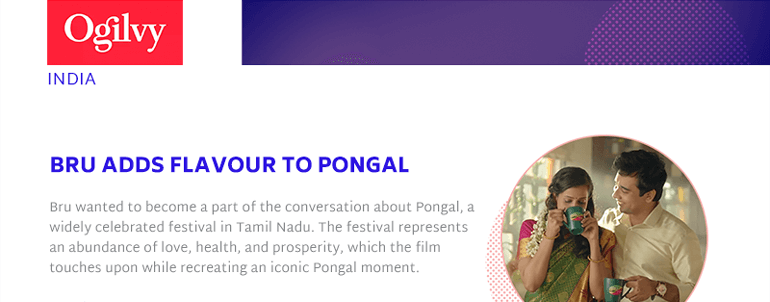 Ogilvy
INDIA
BRU ADDS FLAVOUR TO PONGAL
Bru wanted to become a part of the conversation about Pongal, a
widely celebrated festival in Tamil Nadu. The festival represents
an abundance of love, health, and prosperity, which the film
touches upon while recreating an iconic Pongal moment.